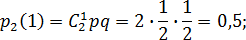 p₂(1) = C₂¹pq = 2 · 1/2 · 1/2 = 0,5;